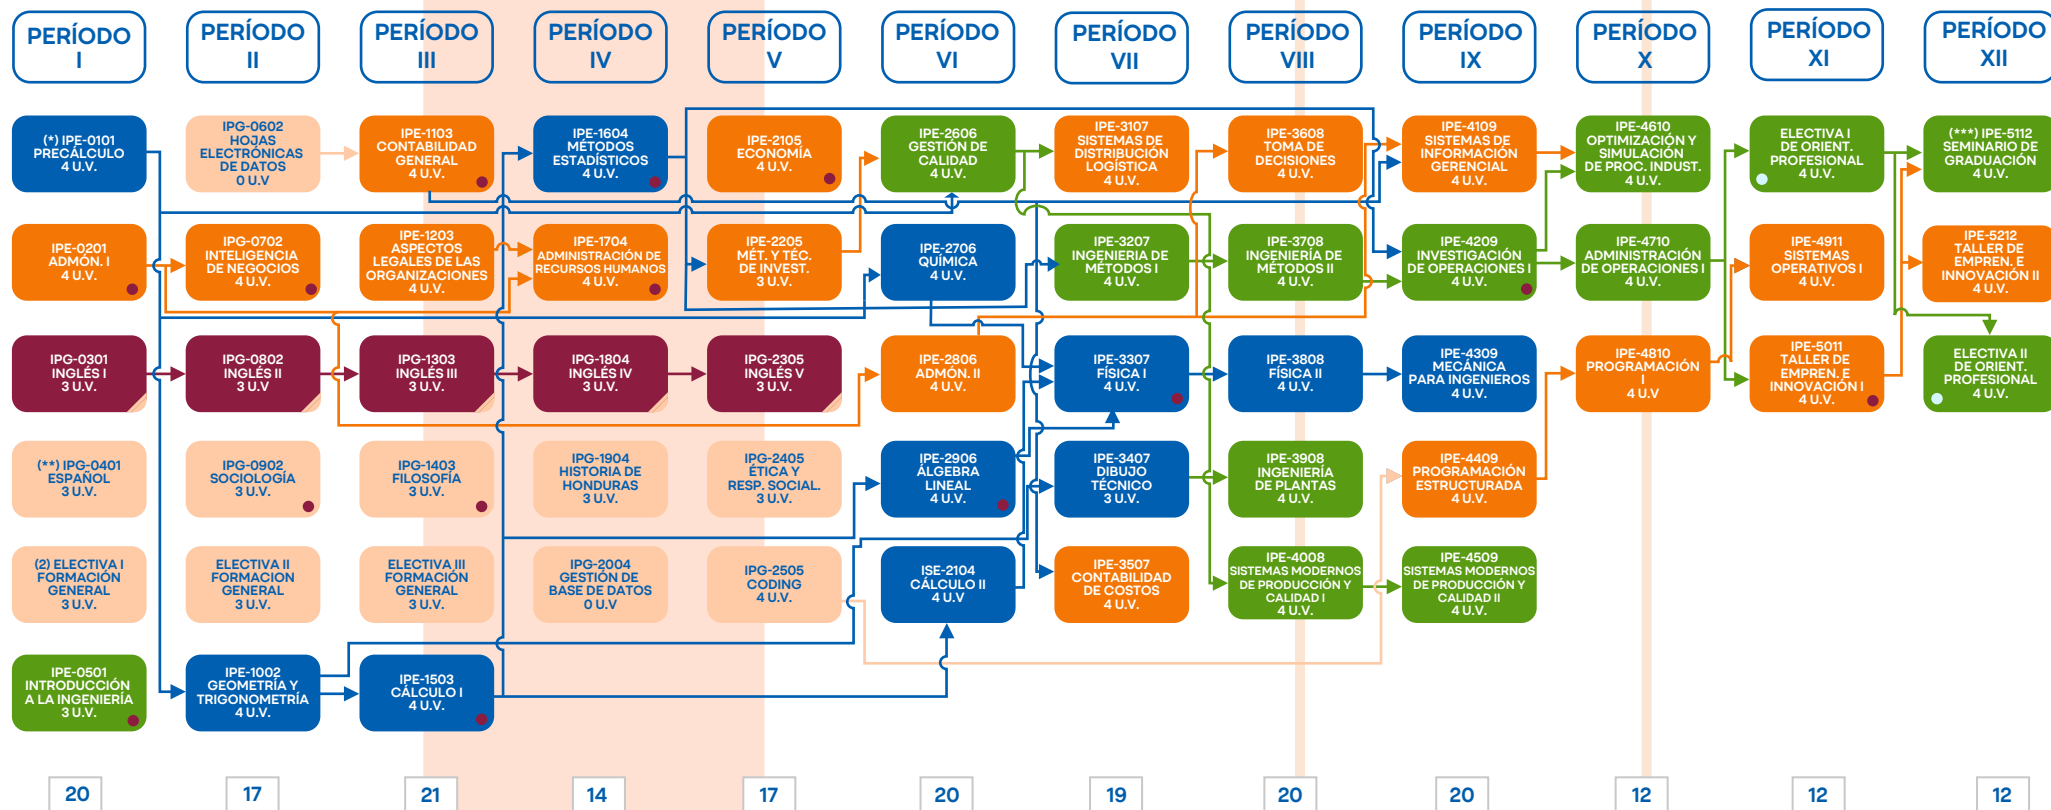 PERÍODO
I
PERÍODO
II
PERÍODO
III
PERÍODO
IV
PERÍODO
V
PERÍODO
VI
PERÍODO
VII
PERÍODO
VIII
PERÍODO
IX
PERÍODO
X
PERÍODO
XI
PERÍODO
XII
(*) IPE-0101
PRECÁLCULO
4 U.V.
IPG-0602
HOJAS
ELECTRÓNICAS
DE DATOS
0 U.V
IPE-1103
CONTABILIDAD
GENERAL
4 U.V.
IPE-1604
MÉTODOS
ESTADÍSTICOS
4 U.V.
IPE-2105
ECONOMÍA
4 U.V.
IPE-2606
GESTIÓN DE
CALIDAD
4 U.V.
IPE-3107
SISTEMAS DE
DISTRIBUCIÓN
LOGÍSTICA
4 U.V.
IPE-3608
TOMA DE
DECISIONES
4 U.V.
IPE-4109
SISTEMAS DE
INFORMACIÓN
GERENCIAL
4 U.V.
IPE-4610
OPTIMIZACIÓN Y
SIMULACIÓN
DE PROC. INDUST.
4 U.V.
ELECTIVA I
DE ORIENT.
PROFESIONAL
4 U.V.
(***) IPE-5112
SEMINARIO DE
GRADUACIÓN
4 U.V.
IPE-0201
ADMÓN. I
4 U.V.
IPG-0702
INTELIGENCIA
DE NEGOCIOS
4 U.V.
IPE-1203
ASPECTOS
LEGALES DE LAS
ORGANIZACIONES
4 U.V.
IPE-1704
ADMINISTRACIÓN DE
RECURSOS HUMANOS
4 U.V.
IPE-2205
MÉT. Y TÉC.
DE INVEST.
3 U.V.
IPE-2706
QUÍMICA
4 U.V.
IPE-3207
INGENIERIA DE
MÉTODOS I
4 U.V.
IPE-3708
INGENIERÍA DE
MÉTODOS II
4 U.V.
IPE-4209
INVESTIGACIÓN
DE OPERACIONES I
4 U.V.
IPE-4710
ADMINISTRACIÓN
DE OPERACIONES I
4 U.V.
IPE-4911
SISTEMAS
OPERATIVOS I
4 U.V.
IPE-5212
TALLER DE
EMPREN. E
INNOVACIÓN II
4 U.V.
IPG-0301
INGLÉS I
3 U.V.
IPG-0802
INGLÉS II
3 U.V
IPG-1303
INGLÉS III
3 U.V.
IPG-1804
INGLÉS IV
3 U.V.
IPG-2305
INGLÉS V
3 U.V.
IPE-2806
ADMÓN. II
4 U.V.
IPE-3307
FÍSICA I
4 U.V.
IPE-3808
FÍSICA II
4 U.V.
IPE-4309
MECÁNICA
PARA INGENIEROS
4 U.V.
IPE-4810
PROGRAMACIÓN
I
4 U.V
IPE-5011
TALLER DE
EMPREN. E
INNOVACIÓN I
4 U.V.
ELECTIVA II
DE ORIENT.
PROFESIONAL
4 U.V.
(**) IPG-0401
ESPAÑOL
3 U.V.
IPG-0902
SOCIOLOGÍA
3 U.V.
IPG-1403
FILOSOFÍA
3 U.V.
IPG-1904
HISTORIA DE
HONDURAS
3 U.V.
IPG-2405
ÉTICA Y
RESP. SOCIAL.
3 U.V.
IPE-2906
ÁLGEBRA
LINEAL
4 U.V.
IPE-3407
DIBUJO
TÉCNICO
3 U.V.
IPE-3908
INGENIERÍA
DE PLANTAS
4 U.V.
IPE-4409
PROGRAMACIÓN
ESTRUCTURADA
4 U.V.
(2) ELECTIVA I
FORMACIÓN
GENERAL
3 U.V.
ELECTIVA II
FORMACION
GENERAL
3 U.V.
ELECTIVA III
FORMACIÓN
GENERAL
3 U.V.
IPG-2004
GESTIÓN DE
BASE DE DATOS
0 U.V
IPG-2505
CODING
4 U.V.
ISE-2104
CÁLCULO II
4 U.V
IPE-3507
CONTABILIDAD
DE COSTOS
4 U.V.
IPE-4008
SISTEMAS MODERNOS
DE PRODUCCIÓN Y
CALIDAD I
4 U.V.
IPE-4509
SISTEMAS MODERNOS
DE PRODUCCIÓN Y
CALIDAD II
4 U.V.
IPE-0501
INTRODUCCIÓN
A LA INGENIERÍA
3 U.V.
IPE-1002
GEOMETRÍA Y
TRIGONOMETRÍA
4 U.V.
IPE-1503
CÁLCULO I
4 U.V.
20
17
21
14
17
20
19
20
20
12
12
12